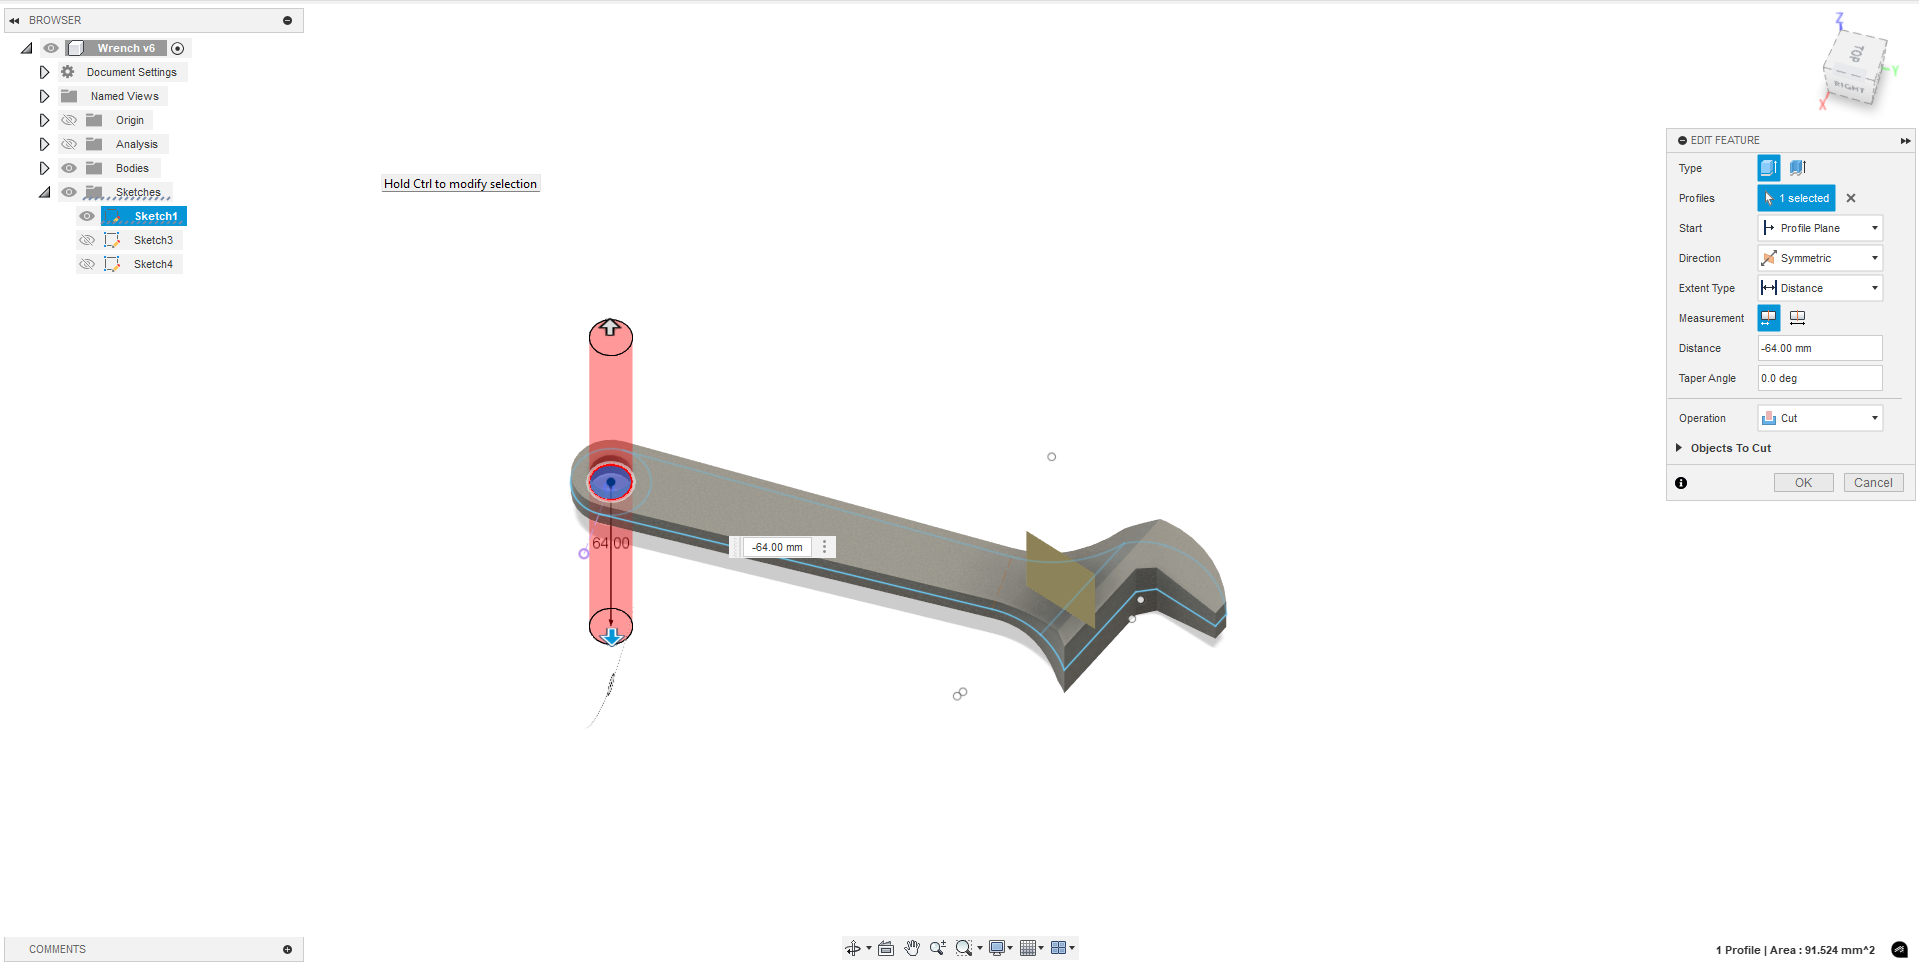 BROWSER
Wrench v6
Document Settings
Named Views
Origin
Analysis
Bodies
Sketches
Sketch1
Sketch3
Sketch4
Hold Ctrl to modify selection
64.00
-64.00 mm
Z
TOP
Y
RIGHT
X
EDIT FEATURE
Type
Profiles 1 selected
Start Profile Plane
Direction Symmetric
Extent Type Distance
Measurement
Distance -64.00 mm
Taper Angle 0.0 deg
Operation Cut
Objects To Cut
OK Cancel
COMMENTS
1 Profile | Area : 91.524 mm^2